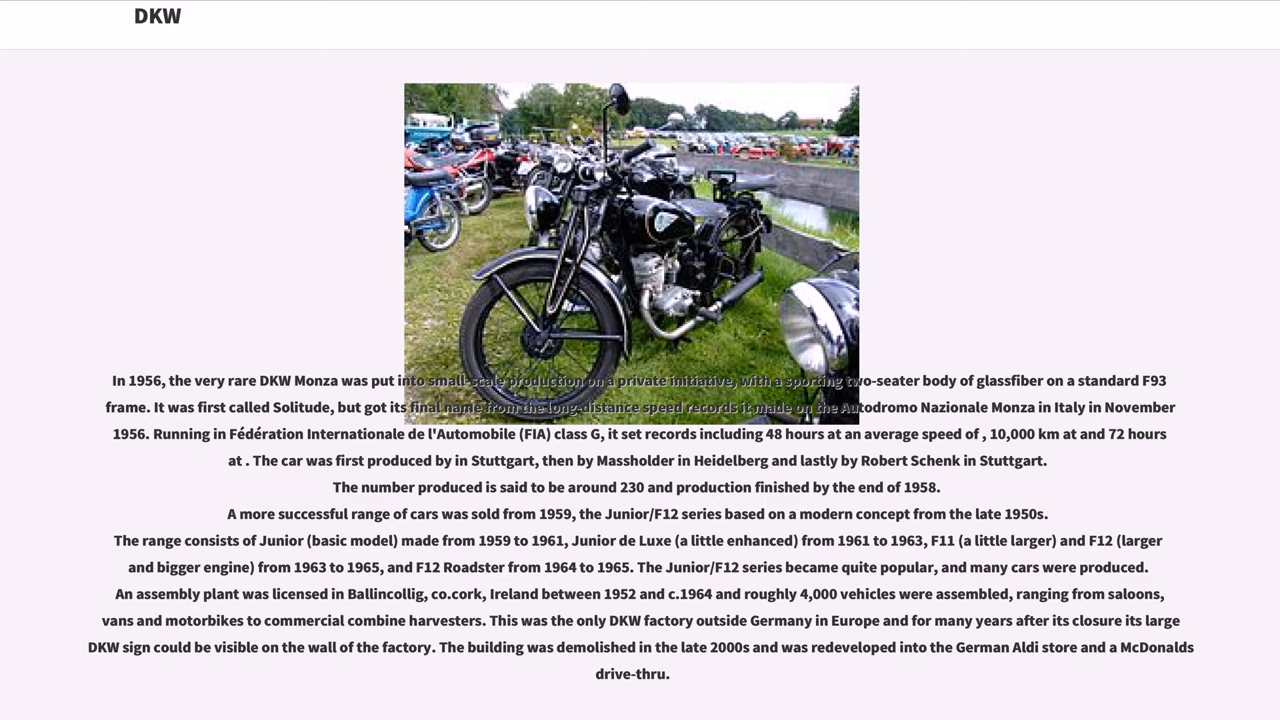 DKW
In 1956, the very rare DKW Monza was put into small-scale production on a private initiative, with a sporting two-seater body of glassfiber on a standard F93
frame. It was first called Solitude, but got its final name from the long-distance speed records it made on the Autodromo Nazionale Monza in Italy in November
1956. Running in Fédération Internationale de l'Automobile (FIA) class G, it set records including 48 hours at an average speed of , 10,000 km at and 72 hours
at . The car was first produced by in Stuttgart, then by Massholder in Heidelberg and lastly by Robert Schenk in Stuttgart.
The number produced is said to be around 230 and production finished by the end of 1958.
A more successful range of cars was sold from 1959, the Junior/F12 series based on a modern concept from the late 1950s.
The range consists of Junior (basic model) made from 1959 to 1961, Junior de Luxe (a little enhanced) from 1961 to 1963, F11 (a little larger) and F12 (larger
and bigger engine) from 1963 to 1965, and F12 Roadster from 1964 to 1965. The Junior/F12 series became quite popular, and many cars were produced.
An assembly plant was licensed in Ballincollig, co.cork, Ireland between 1952 and c.1964 and roughly 4,000 vehicles were assembled, ranging from saloons,
vans and motorbikes to commercial combine harvesters. This was the only DKW factory outside Germany in Europe and for many years after its closure its large
DKW sign could be visible on the wall of the factory. The building was demolished in the late 2000s and was redeveloped into the German Aldi store and a McDonalds
drive-thru.